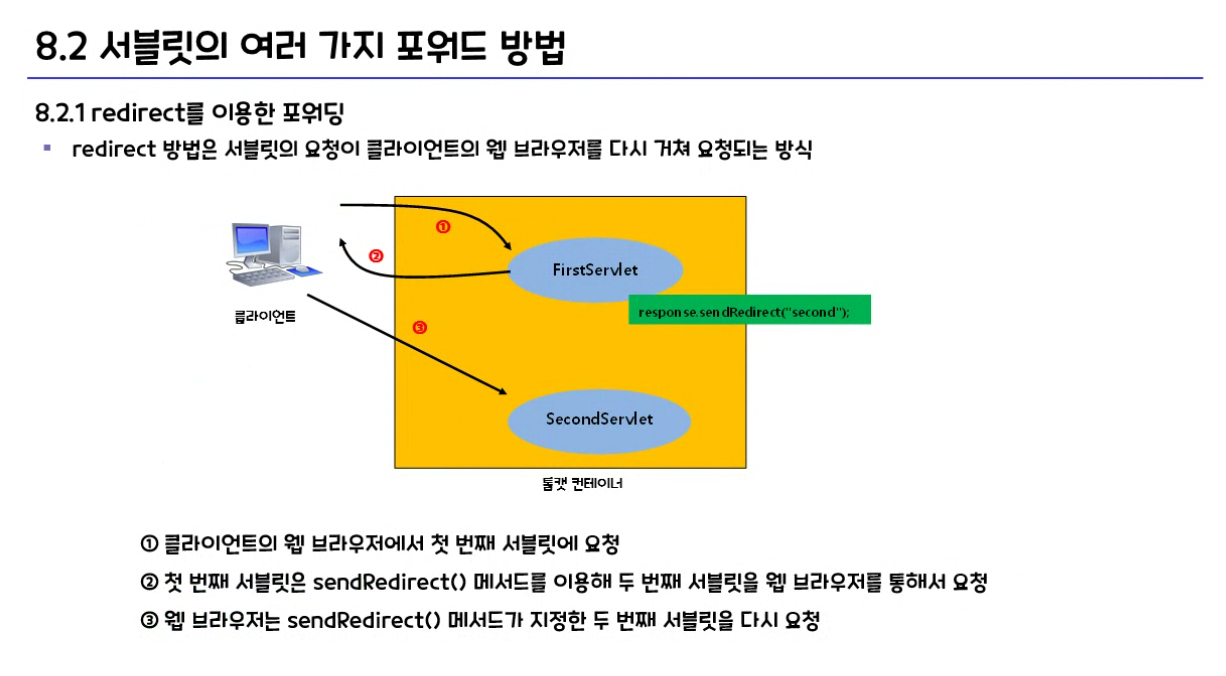 8.2 서블릿의 여러 가지 포워드 방법
8.2.1 redirect를 이용한 포워딩
▪ redirect 방법은 서블릿의 요청이 클라이언트의 웹 브라우저를 다시 거쳐 요청되는 방식
①
②
FirstServlet
response.sendRedirect("second");
클라이언트
③
SecondServlet
톰캣 컨테이너
① 클라이언트의 웹 브라우저에서 첫 번째 서블릿에 요청
② 첫 번째 서블릿은 sendRedirect() 메서드를 이용해 두 번째 서블릿을 웹 브라우저를 통해서 요청
③ 웹 브라우저는 sendRedirect() 메서드가 지정한 두 번째 서블릿을 다시 요청